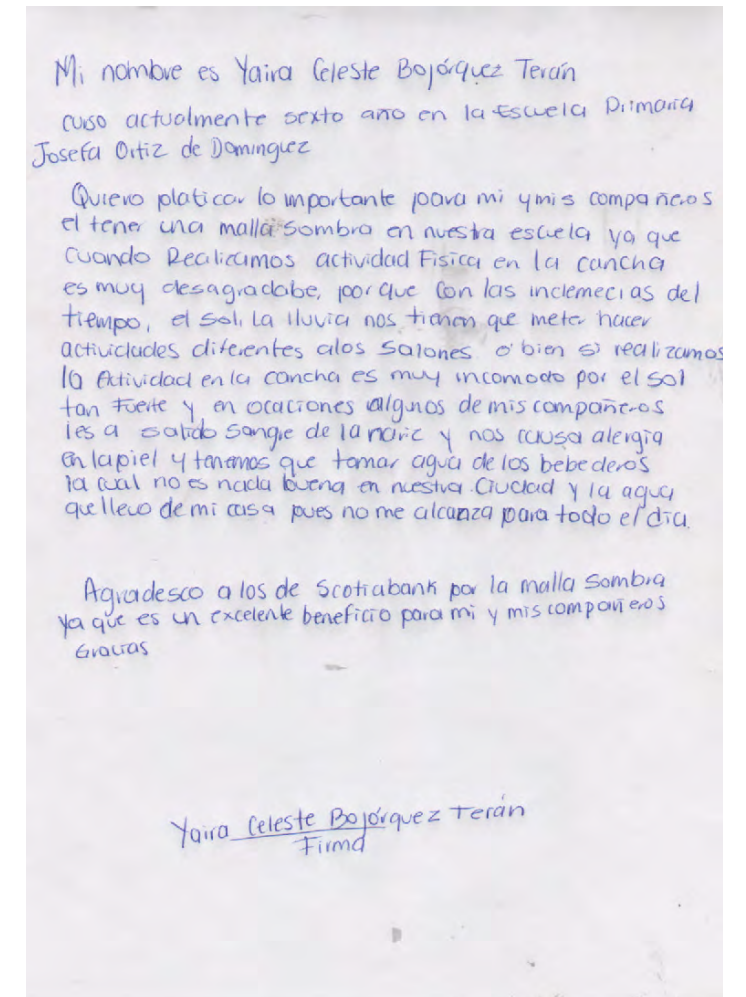 Mi nombre es Yaira Celeste Bojórquez Terán
curso actualmente sexto año en la Escuela Primaria
Josefa Ortiz de Dominguez
Quiero platicar lo importante para mi y mis compañeros
el tener una malla sombra en nuestra escuela ya que
cuando Realizamos actividad Fisica en la cancha
es muy desagradabe, porque con las inclemecias del
tiempo, el sol, La lluvia nos tienen que meter hacer
actividades diferentes alos salones o bien si realizamos
la Actividad en la cancha es muy incomodo por el sol
tan Fuerte y en ocaciones algunos de mis compañeros
les a salido sangre de la nariz y nos causa alergia
en la piel y tenemos que tomar agua de los bebederos
la cual no es nada buena en nuestra Ciudad y la agua
que llevo de mi casa pues no me alcanza para todo el día.
Agradesco a los de Scotiabank por la malla sombra
ya que es un excelente beneficio para mi y mis compañeros
Gracias
Yaira Celeste Bojórquez Terán
Firma